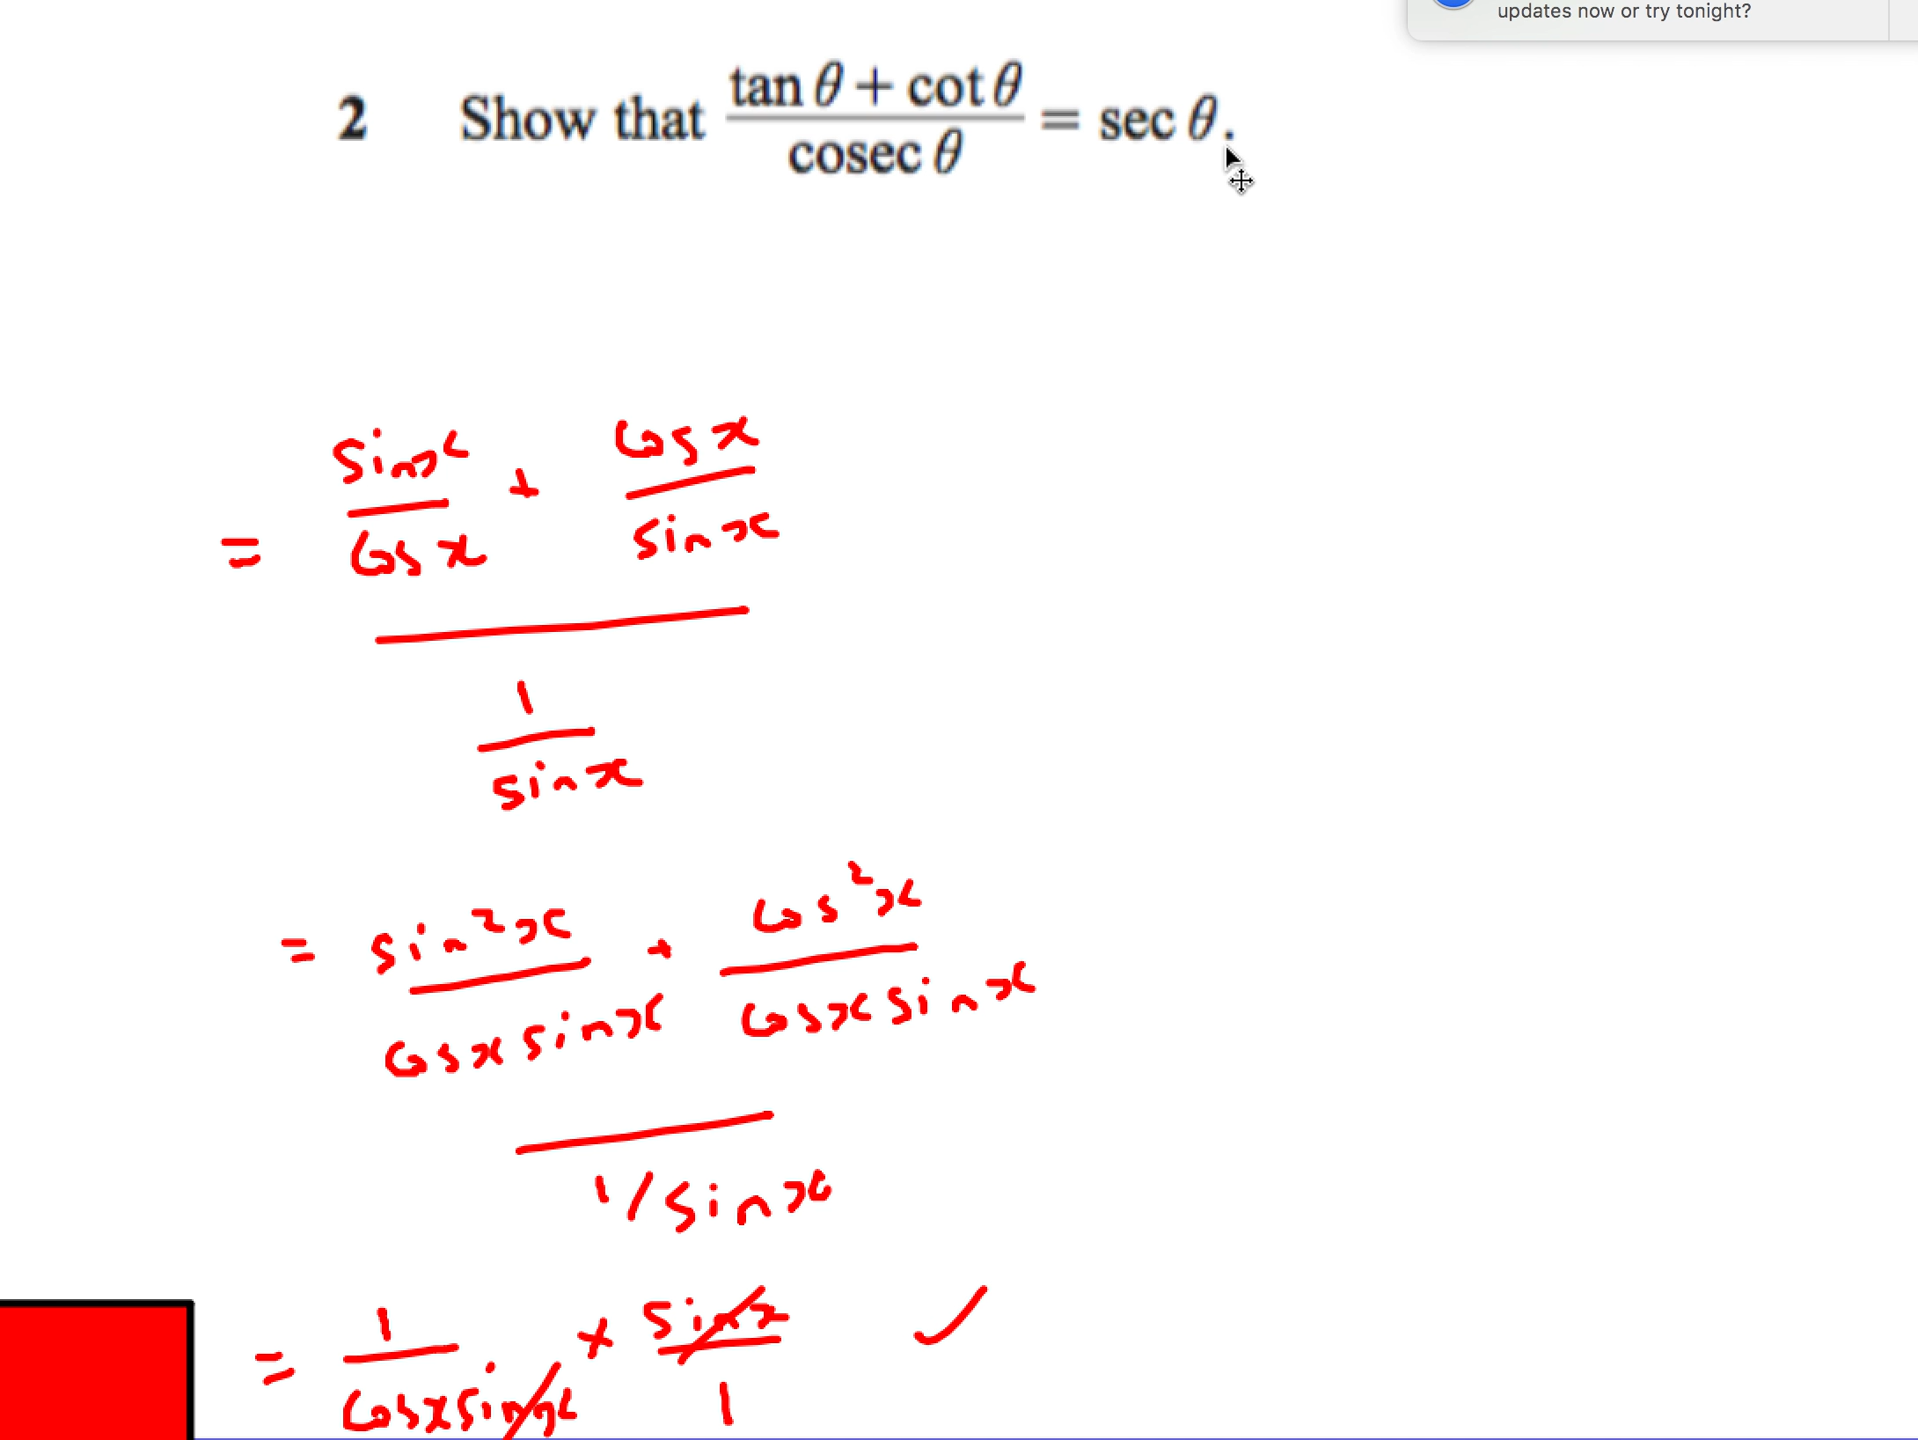 updates now or try tonight?
2 Show that (tan θ + cot θ)/(cosec θ) = sec θ.
sinx + cosx
= cosx sinx
1
sinx
= sin²x + cos²x
cosxsinx cosxsinx
1/sinx
= 1 × sinx ✓
cosxsinx 1